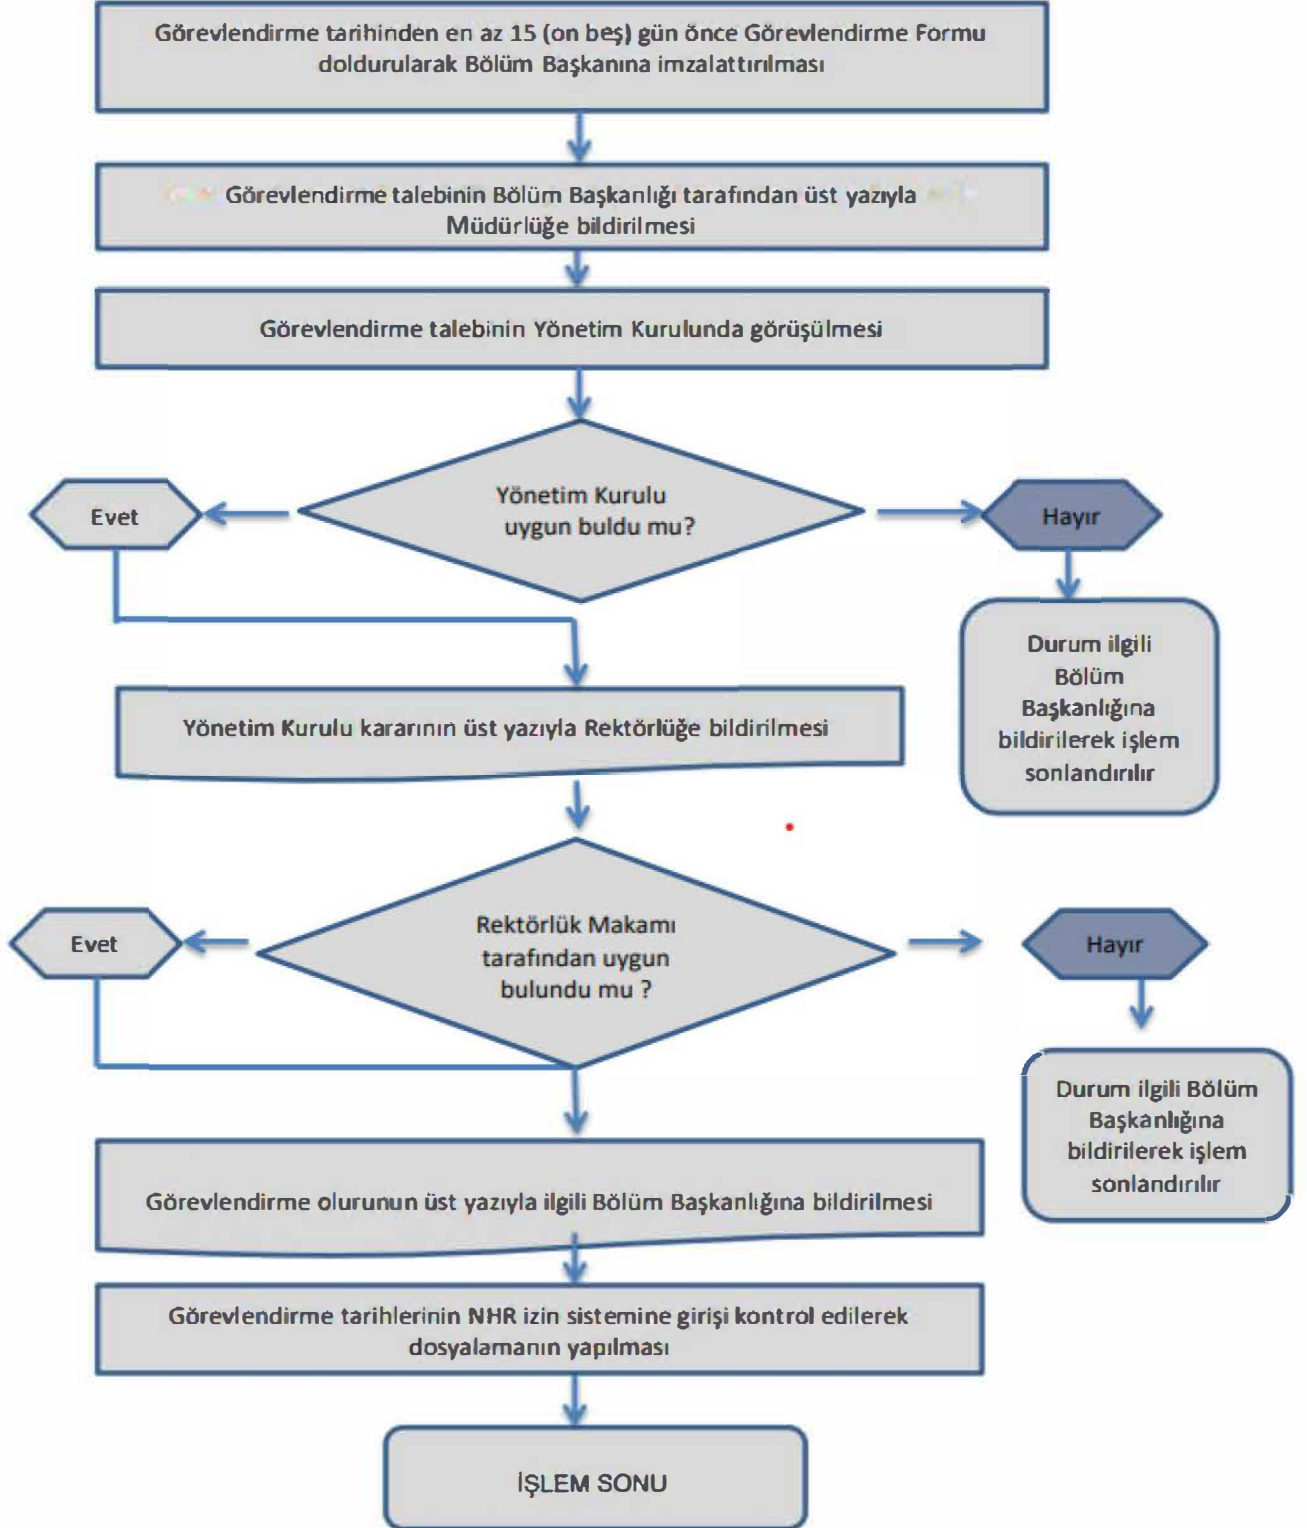 Görevlendirme tarihinden en az 15 (on beş) gün önce Görevlendirme Formu
doldurularak Bölüm Başkanına imzalattırılması
Görevlendirme talebinin Bölüm Başkanlığı tarafından üst yazıyla
Müdürlüğe bildirilmesi
Görevlendirme talebinin Yönetim Kurulunda görüşülmesi
Yönetim Kurulu
uygun buldu mu?
Evet
Hayır
Durum ilgili
Bölüm
Başkanlığına
bildirilerek işlem
sonlandırılır
Yönetim Kurulu kararının üst yazıyla Rektörlüğe bildirilmesi
Rektörlük Makamı
tarafından uygun
bulundu mu ?
Evet
Hayır
Durum ilgili Bölüm
Başkanlığına
bildirilerek işlem
sonlandırılır
Görevlendirme olurunun üst yazıyla ilgili Bölüm Başkanlığına bildirilmesi
Görevlendirme tarihlerinin NHR izin sistemine girişi kontrol edilerek
dosyalamanın yapılması
İŞLEM SONU